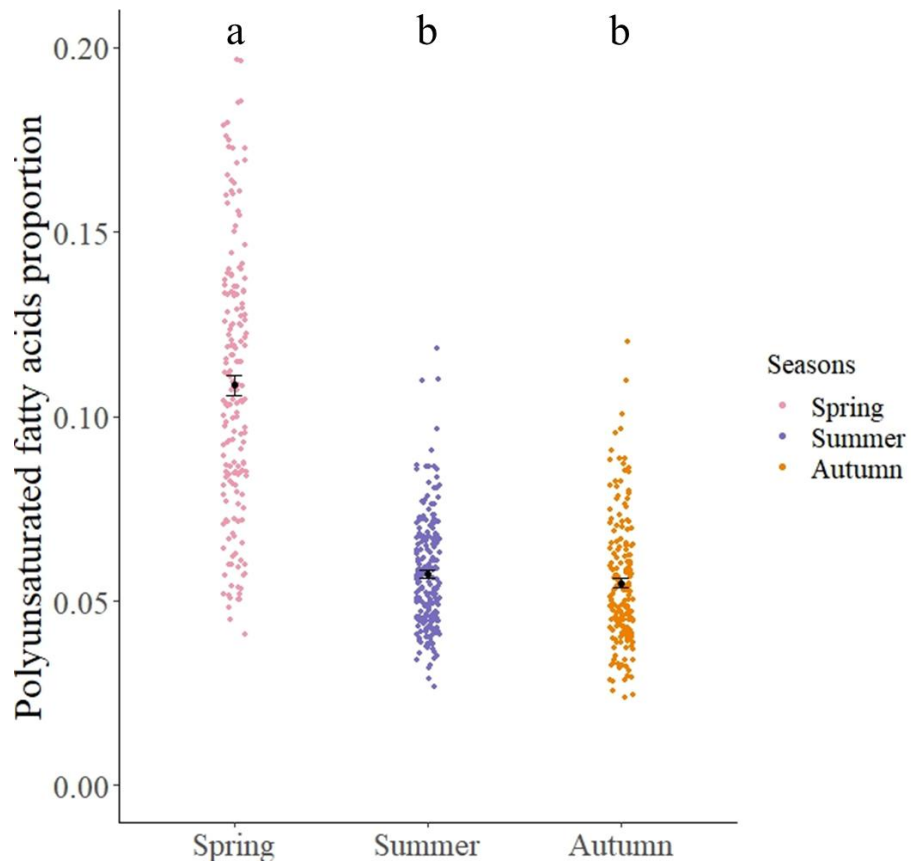 a b b
Polyunsaturated fatty acids proportion
0.20
0.15
0.10
0.05
0.00
Spring Summer Autumn
Seasons
Spring
Summer
Autumn